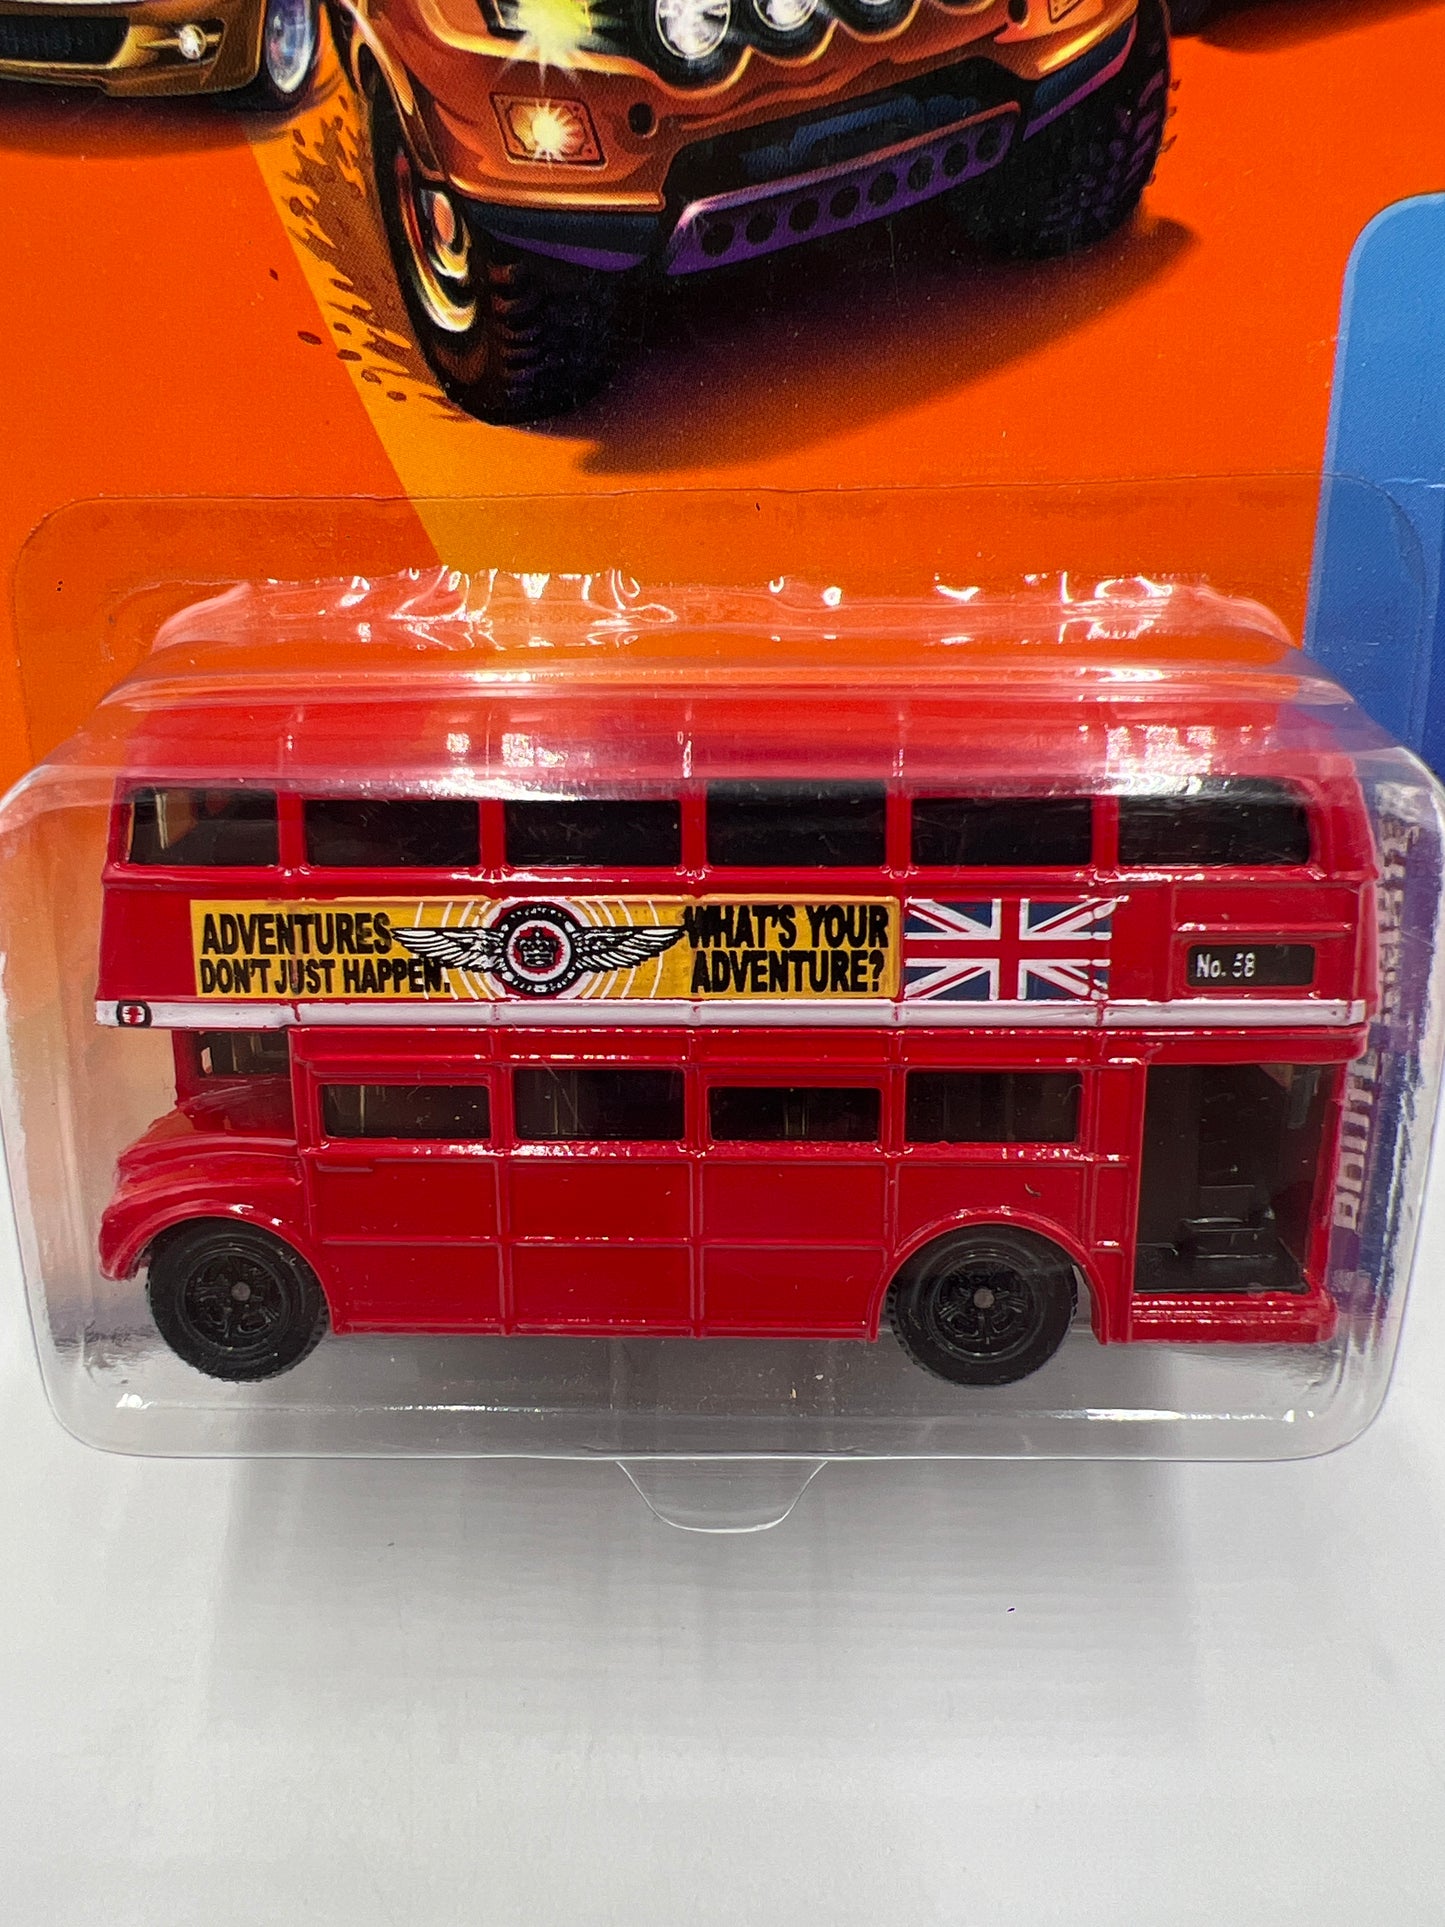 ADVENTURES
DON'T JUST HAPPEN.
WHAT'S YOUR
ADVENTURE?
No. 58